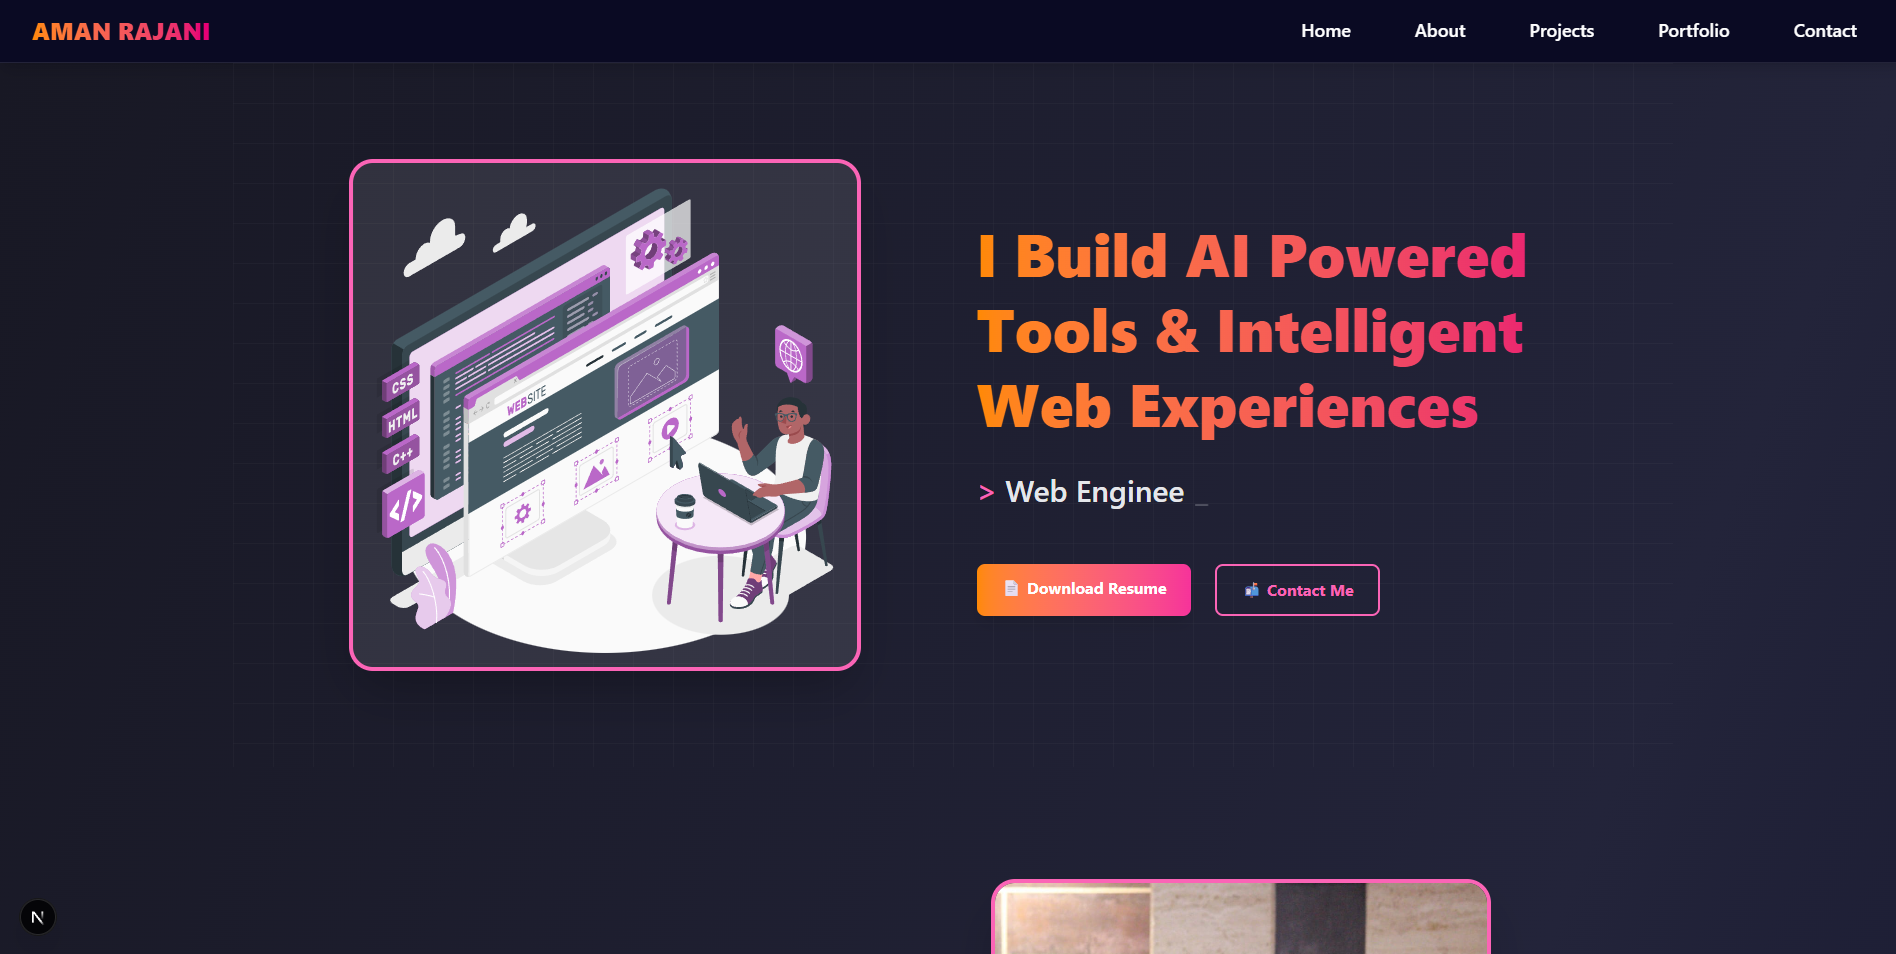 AMAN RAJANI
Home About Projects Portfolio Contact
CSS
HTML
C++
</>
WEBSITE
I Build AI Powered
Tools & Intelligent
Web Experiences
> Web Enginee _
Download Resume
Contact Me
N